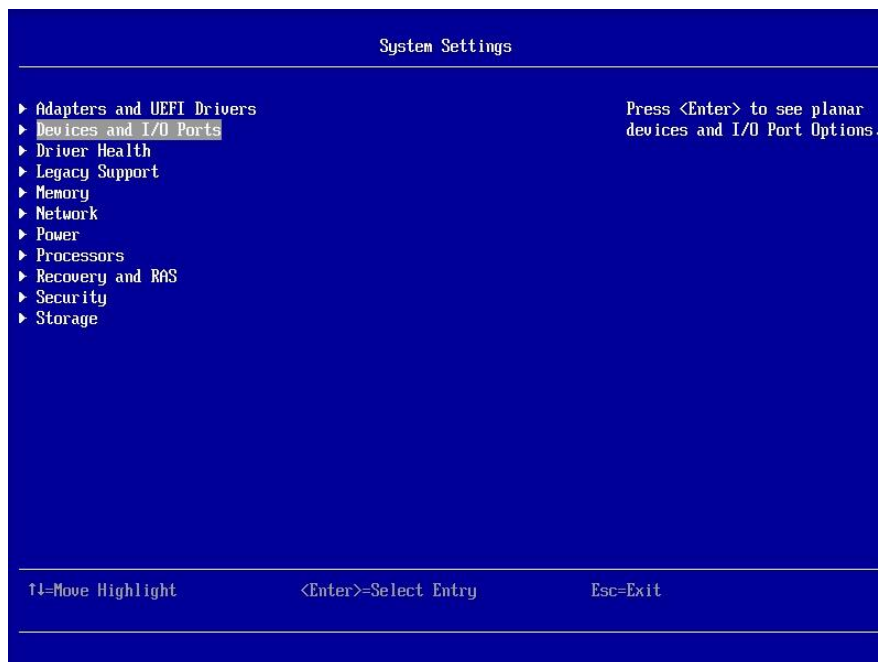 System Settings
▶ Adapters and UEFI Drivers
▶ Devices and I/O Ports
▶ Driver Health
▶ Legacy Support
▶ Memory
▶ Network
▶ Power
▶ Processors
▶ Recovery and RAS
▶ Security
▶ Storage
Press <Enter> to see planar
devices and I/O Port Options.
↑↓=Move Highlight <Enter>=Select Entry Esc=Exit